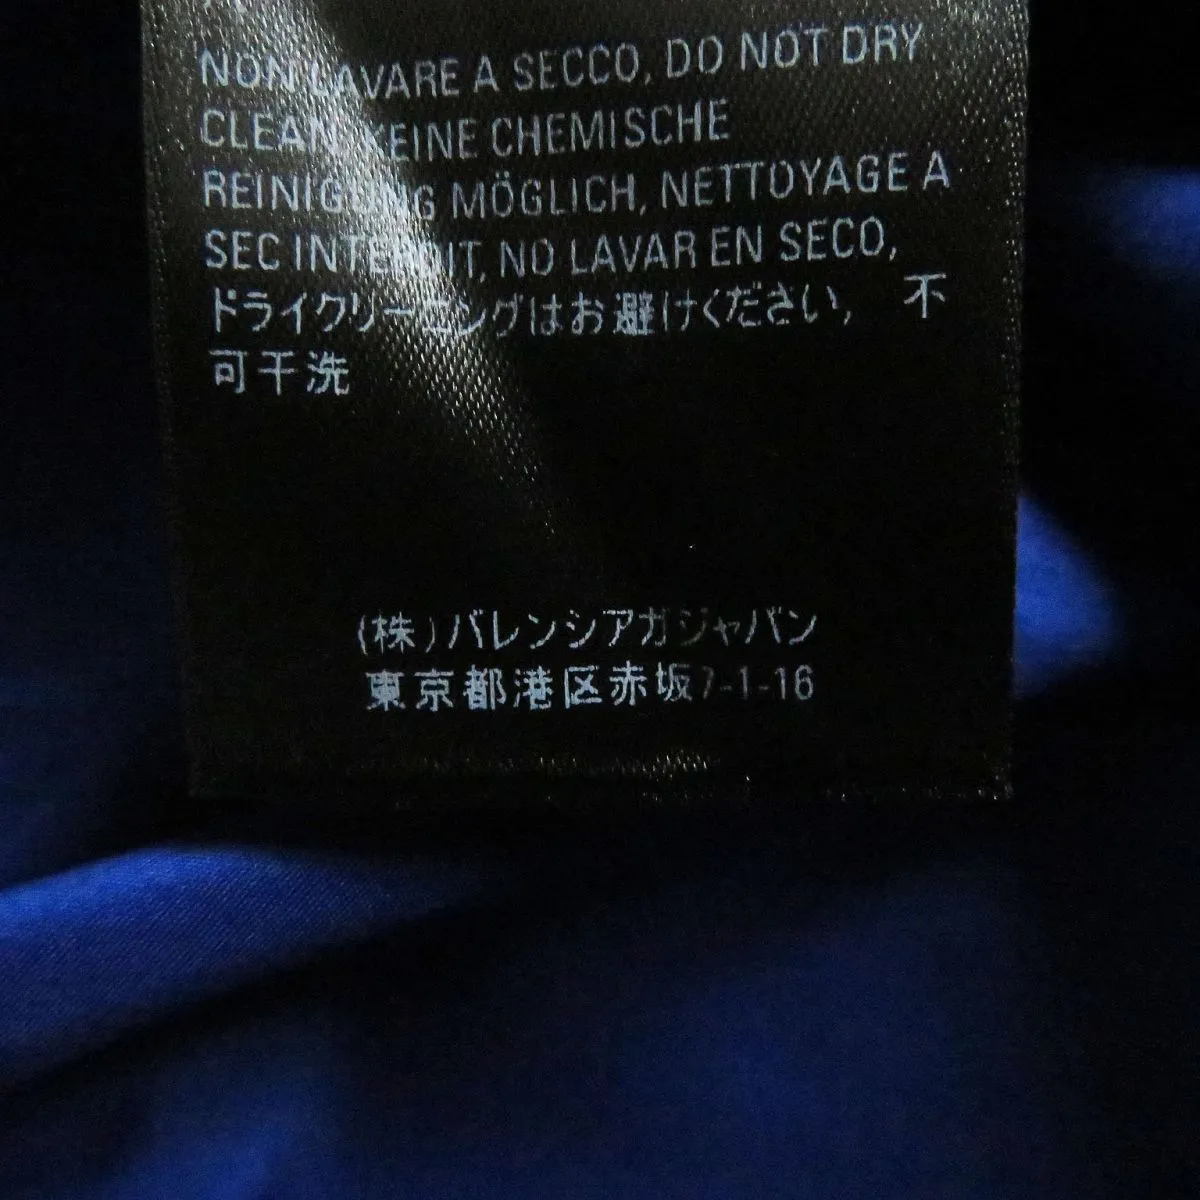 NON LAVARE A SECCO, DO NOT DRY
CLEAN, KEINE CHEMISCHE
REINIGUNG MÖGLICH, NETTOYAGE A
SEC INTERDIT, NO LAVAR EN SECO,
ドライクリーニングはお避けください, 不
可干洗
(株)バレンシアガジャパン
東京都港区赤坂7-1-16